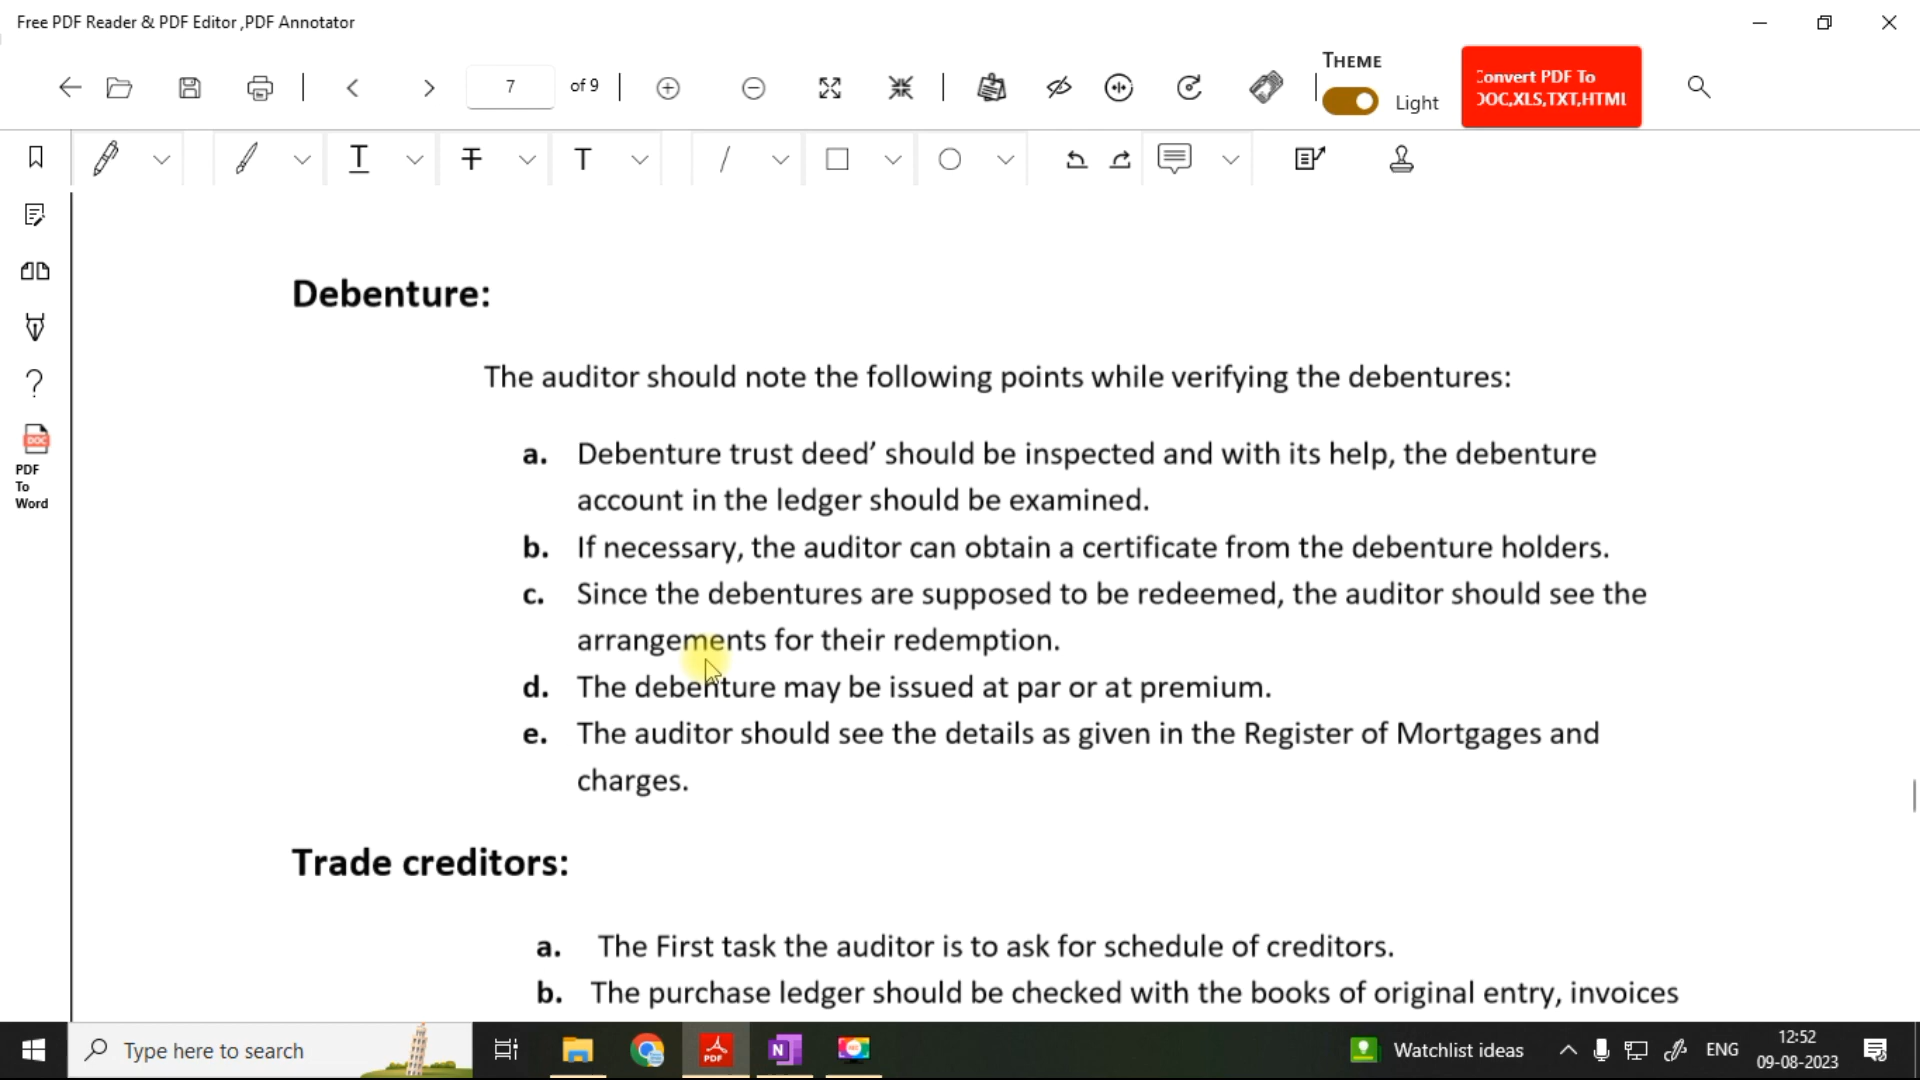 Free PDF Reader & PDF Editor ,PDF Annotator
7 of 9
THEME
Light
Convert PDF To
DOC,XLS,TXT,HTML
T T T
?
DOC
PDF
To
Word
Debenture:
The auditor should note the following points while verifying the debentures:
a. Debenture trust deed’ should be inspected and with its help, the debenture
account in the ledger should be examined.
b. If necessary, the auditor can obtain a certificate from the debenture holders.
c. Since the debentures are supposed to be redeemed, the auditor should see the
arrangements for their redemption.
d. The debenture may be issued at par or at premium.
e. The auditor should see the details as given in the Register of Mortgages and
charges.
Trade creditors:
a. The First task the auditor is to ask for schedule of creditors.
b. The purchase ledger should be checked with the books of original entry, invoices
Type here to search
PDF
N
Watchlist ideas
ENG
12:52
09-08-2023